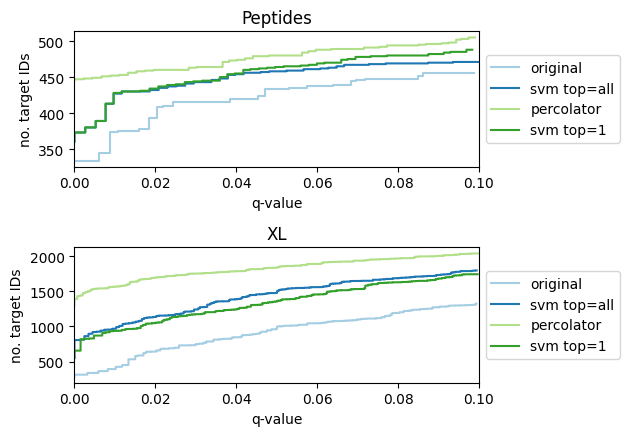 Peptides
no. target IDs
500
450
400
350
0.00 0.02 0.04 0.06 0.08 0.10
q-value
original
svm top=all
percolator
svm top=1
XL
no. target IDs
2000
1500
1000
500
0.00 0.02 0.04 0.06 0.08 0.10
q-value
original
svm top=all
percolator
svm top=1